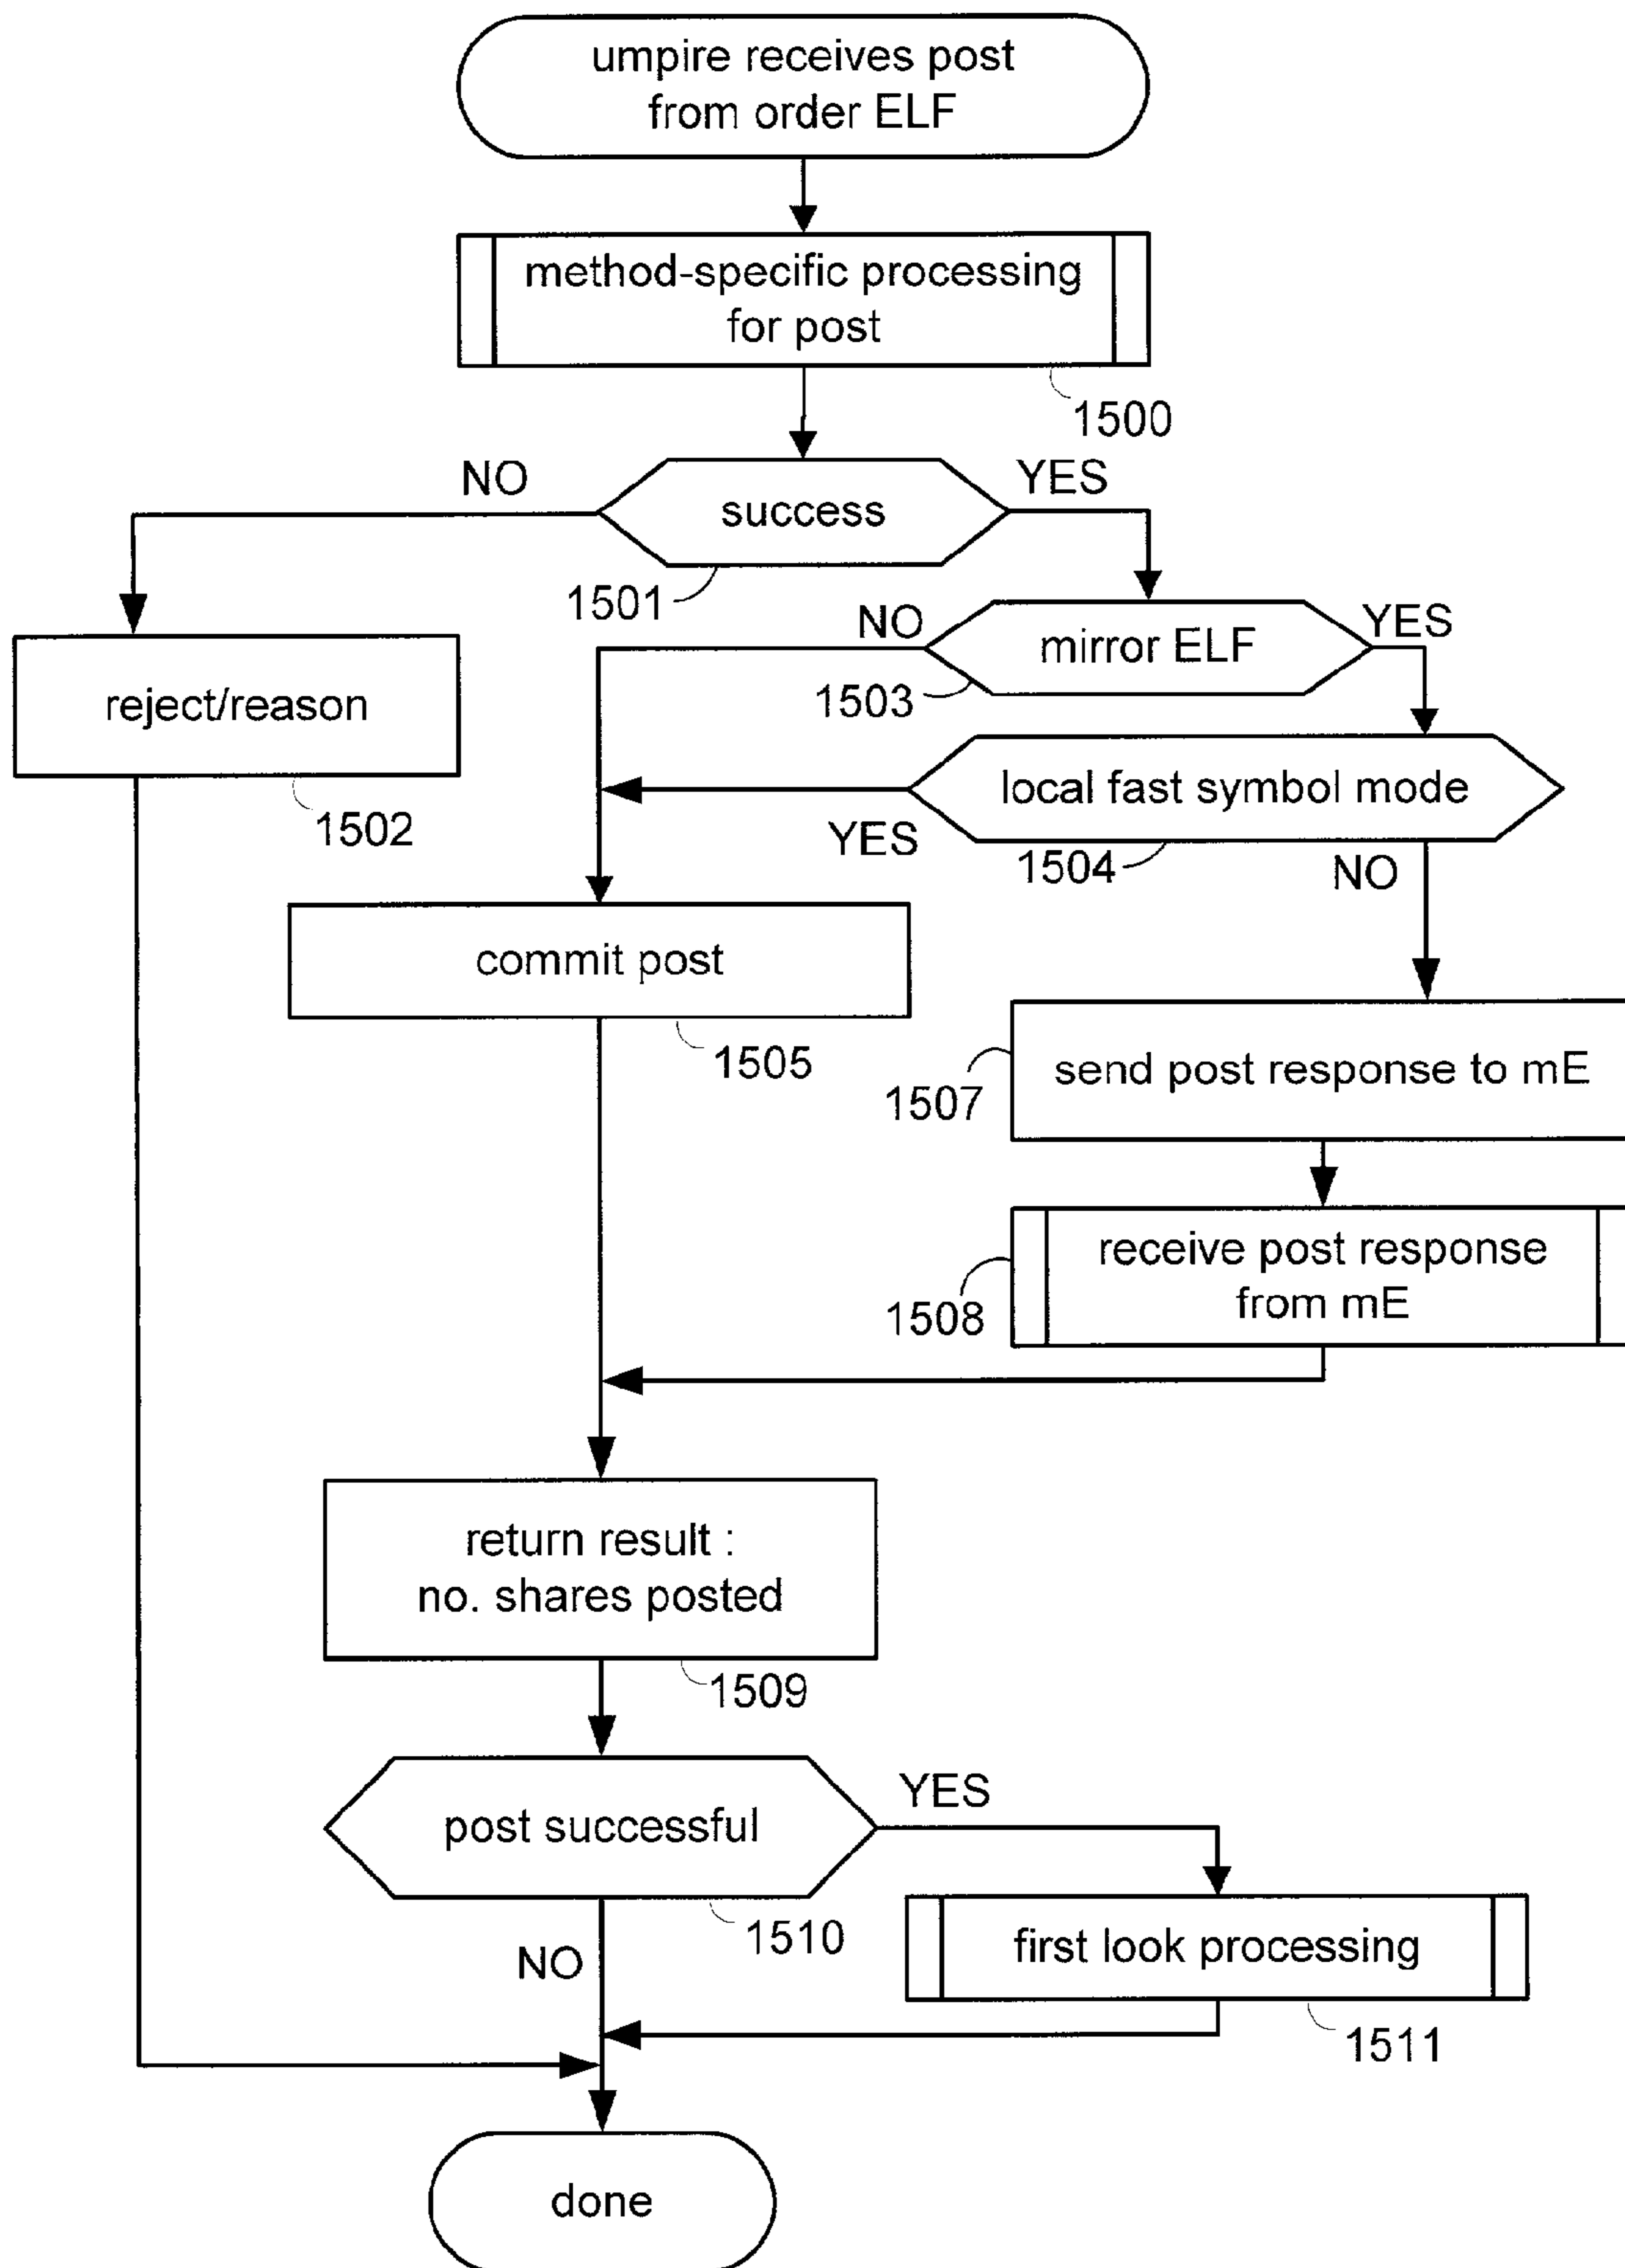 umpire receives post
from order ELF
method-specific processing
for post
1500
NO
YES
success
1501
NO
YES
mirror ELF
1503
reject/reason
1502
local fast symbol mode
YES
1504
NO
commit post
1505
send post response to mE
1507
receive post response
from mE
1508
return result :
no. shares posted
1509
post successful
YES
1510
NO
first look processing
1511
done